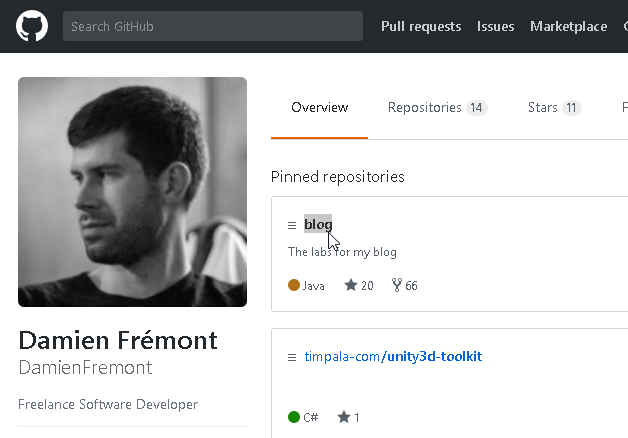 Search GitHub
Pull requests Issues Marketplace
Overview Repositories 14 Stars 11
Pinned repositories
blog
The labs for my blog
Java 20 66
Damien Frémont
DamienFremont
timpala-com/unity3d-toolkit
Freelance Software Developer
C# 1